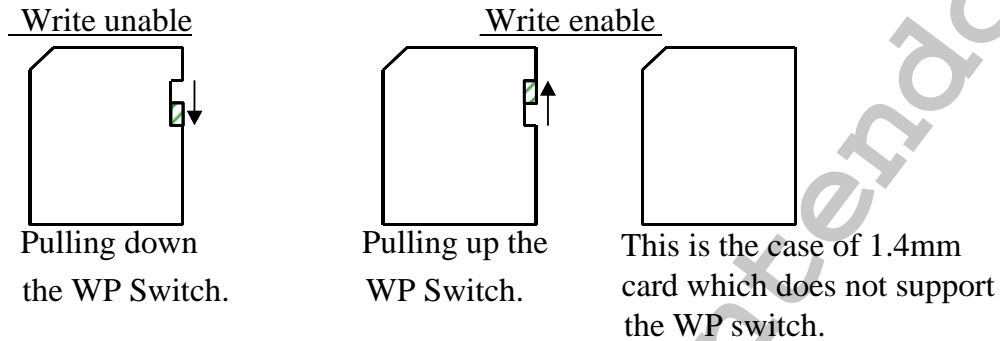 Write unable
Write enable
Pulling down
the WP Switch.
Pulling up the
WP Switch.
This is the case of 1.4mm
card which does not support
the WP switch.